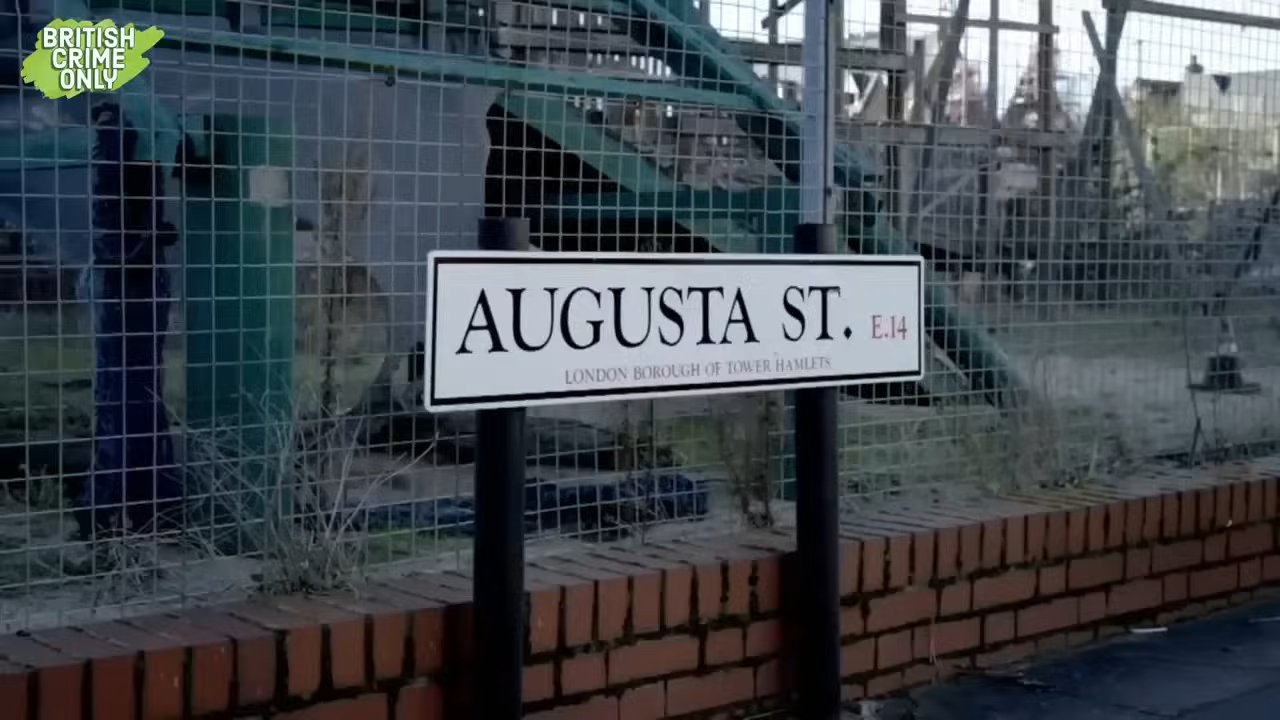 BRITISH
CRIME
ONLY
AUGUSTA ST. E.14
LONDON BOROUGH OF TOWER HAMLETS